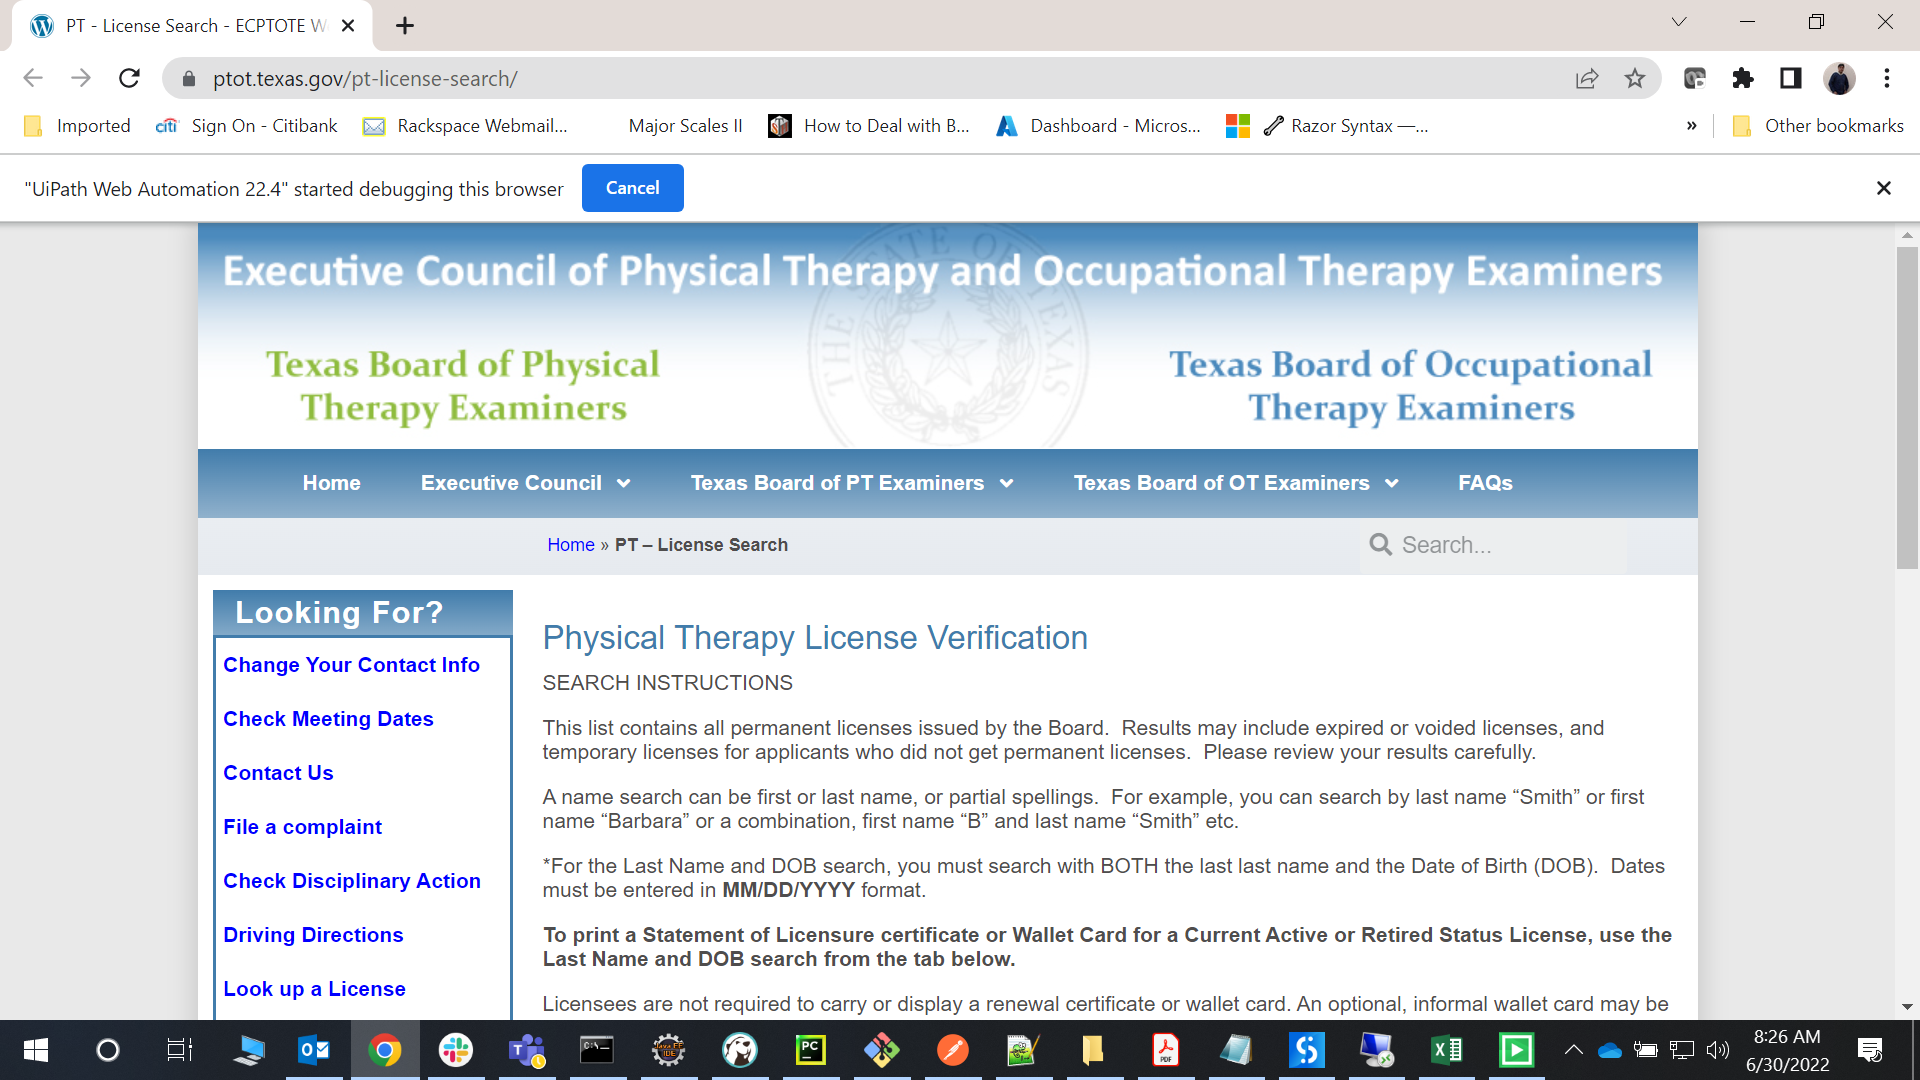 PT - License Search - ECPTOTE W
ptot.texas.gov/pt-license-search/
Imported
citi Sign On - Citibank
Rackspace Webmail...
Major Scales II
How to Deal with B...
Dashboard - Micros...
Razor Syntax —...
»
Other bookmarks
"UiPath Web Automation 22.4" started debugging this browser
Cancel
THE STATE OF TEXAS
Executive Council of Physical Therapy and Occupational Therapy Examiners
Texas Board of Physical
Therapy Examiners
Texas Board of Occupational
Therapy Examiners
Home
Executive Council
Texas Board of PT Examiners
Texas Board of OT Examiners
FAQs
Home » PT – License Search
Search...
Looking For?
Change Your Contact Info
Check Meeting Dates
Contact Us
File a complaint
Check Disciplinary Action
Driving Directions
Look up a License
Physical Therapy License Verification
SEARCH INSTRUCTIONS
This list contains all permanent licenses issued by the Board.  Results may include expired or voided licenses, and
temporary licenses for applicants who did not get permanent licenses.  Please review your results carefully.
A name search can be first or last name, or partial spellings.  For example, you can search by last name “Smith” or first
name “Barbara” or a combination, first name “B” and last name “Smith” etc.
*For the Last Name and DOB search, you must search with BOTH the last last name and the Date of Birth (DOB).  Dates
must be entered in MM/DD/YYYY format.
To print a Statement of Licensure certificate or Wallet Card for a Current Active or Retired Status License, use the
Last Name and DOB search from the tab below.
Licensees are not required to carry or display a renewal certificate or wallet card. An optional, informal wallet card may be
8:26 AM
6/30/2022